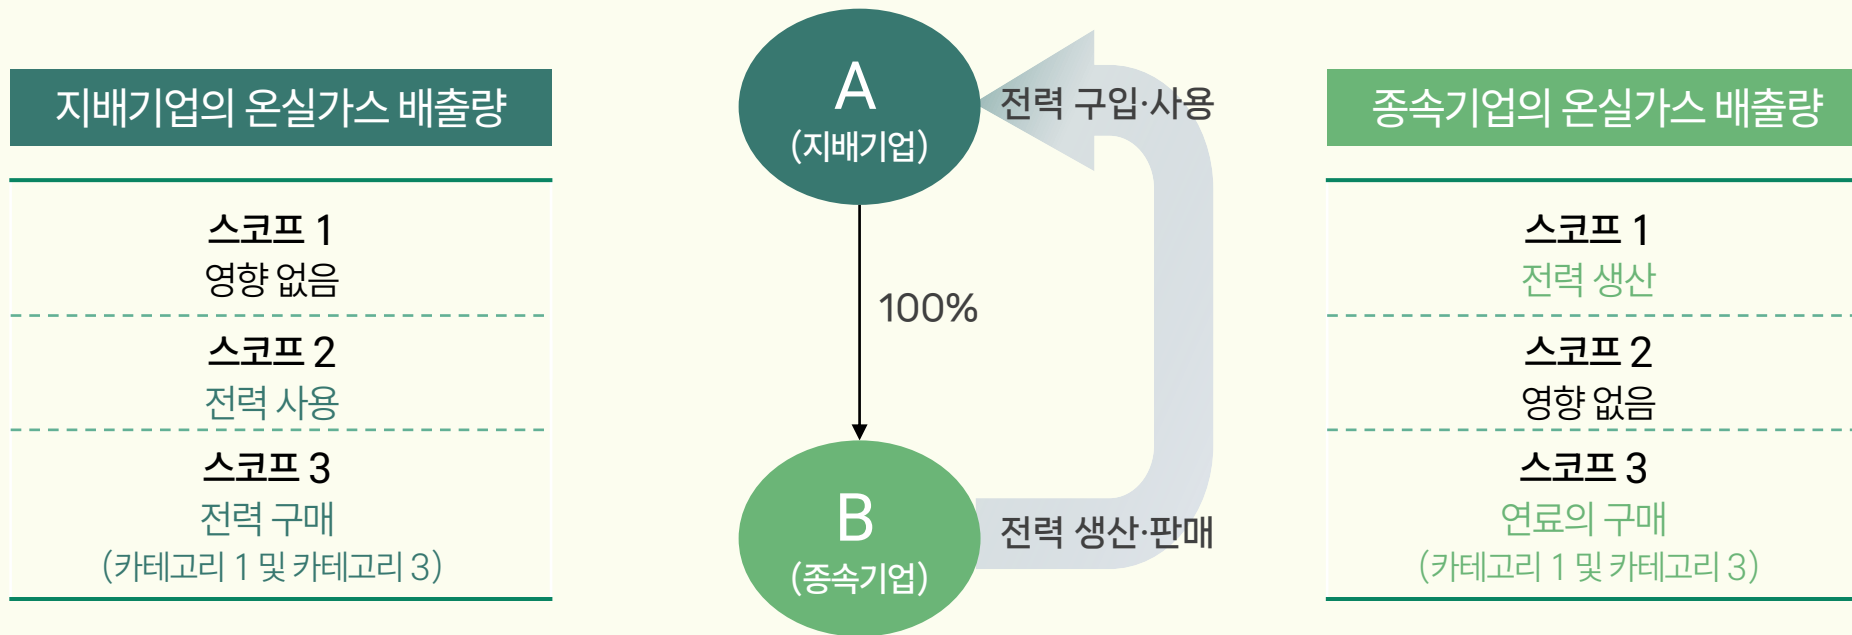 지배기업의 온실가스 배출량
스코프 1
영향 없음
스코프 2
전력 사용
스코프 3
전력 구매
(카테고리 1 및 카테고리 3)
A
(지배기업)
전력 구입·사용
100%
B
(종속기업)
전력 생산·판매
종속기업의 온실가스 배출량
스코프 1
전력 생산
스코프 2
영향 없음
스코프 3
연료의 구매
(카테고리 1 및 카테고리 3)